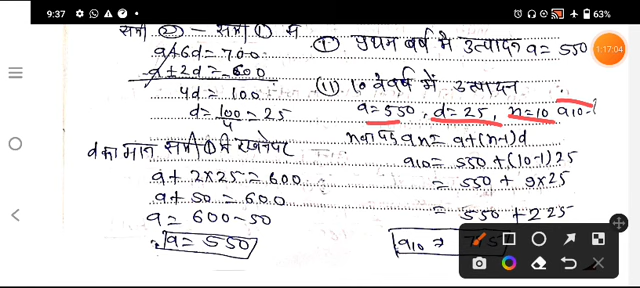 9:37
63%
1:17:04
समी (2) - समी (1) में
a+6d=700
a+2d=600
4d=100
d=100/4=25
d का मान समी (1) में रखने पर
a+2×25=600
a+50=600
a=600-50
a=550
(I) प्रथम वर्ष में उत्पादन a=550
(II) 10 वें वर्ष में उत्पादन
a=550, d=25, n=10 a10=?
n वा पद an=a+(n-1)d
a10=550+(10-1)25
=550+9×25
=550+225
a10=